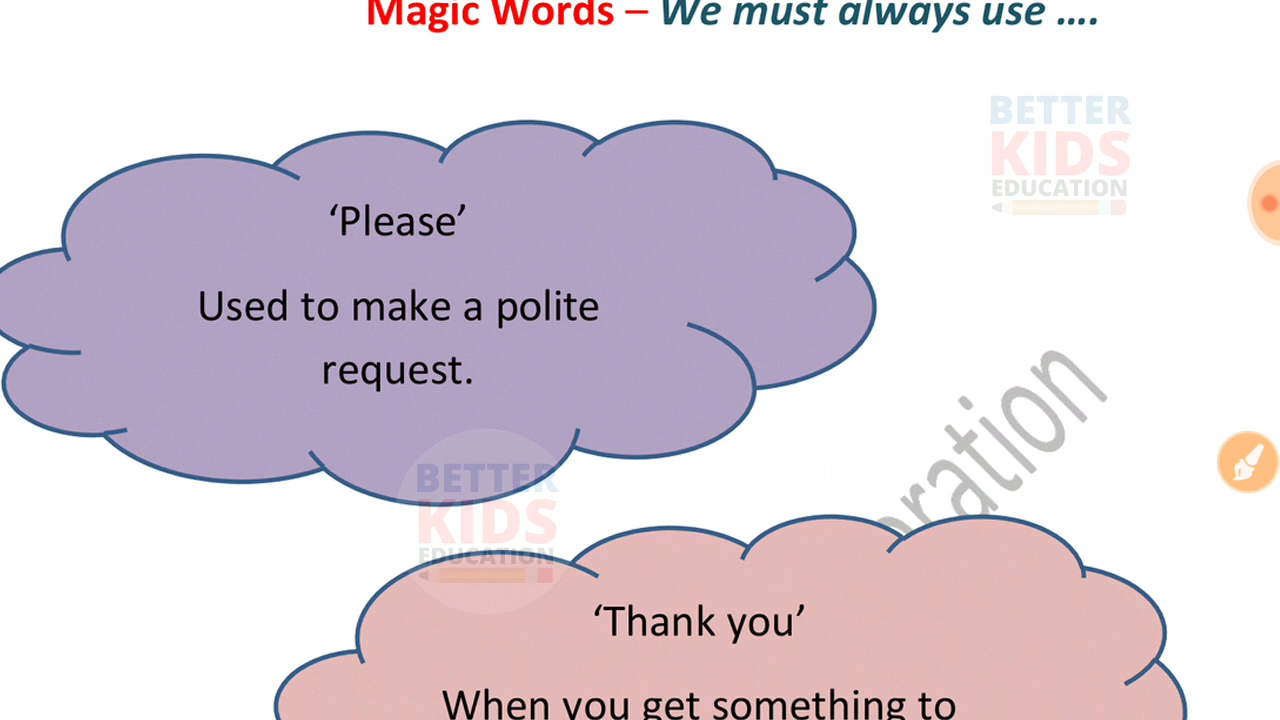 Magic Words – We must always use ....
BETTER
KIDS
EDUCATION
‘Please’
Used to make a polite
request.
BETTER
KIDS
EDUCATION
‘Thank you’
When you get something to